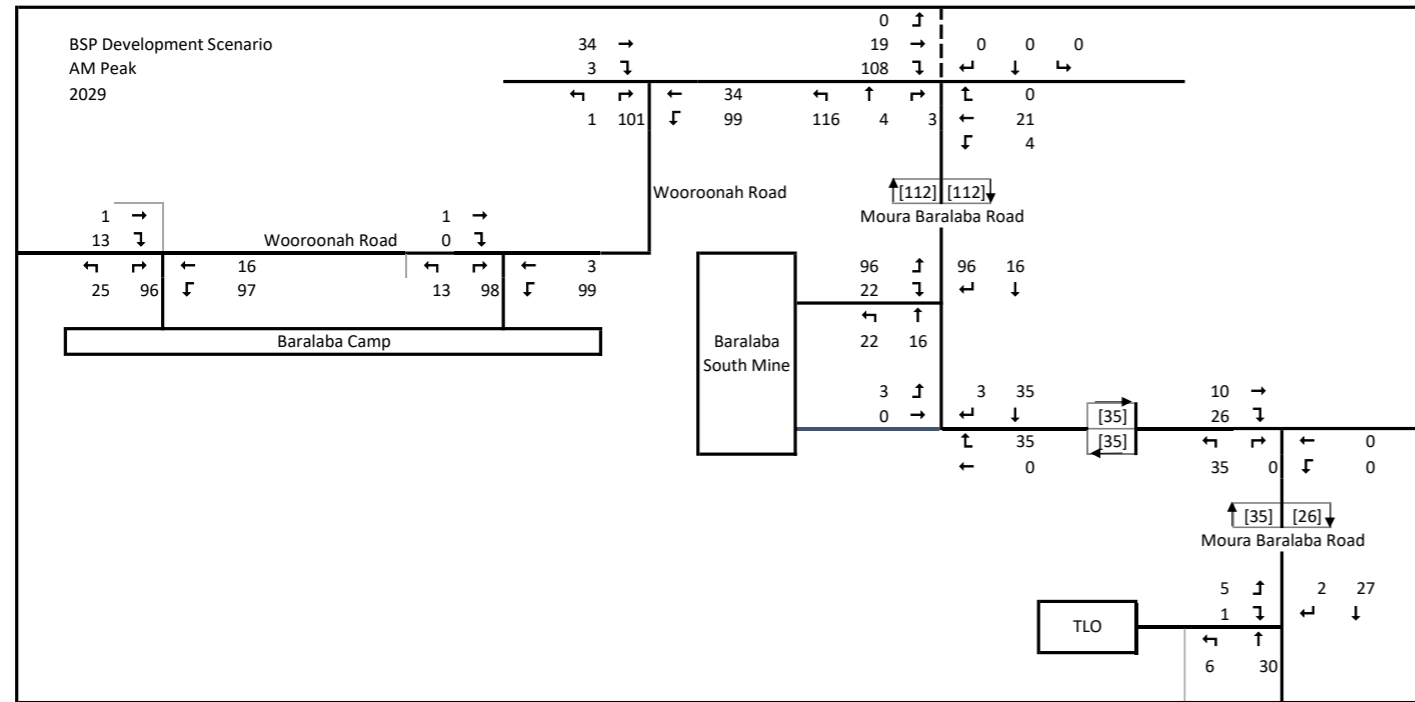 0
BSP Development Scenario 34 → 19 → 0 0 0
AM Peak 3 108
2029
← 34 0
1 101 99 116 4 3 ← 21
4
Wooroonah Road [112] [112]
Moura Baralaba Road
1 → 1 →
13 Wooroonah Road 0
← 16 ← 3 96 96 16
25 96 97 13 98 99 22
Baralaba Camp
Baralaba 22 16
South Mine
3 3 35 10 →
0 → [35] 26
35 [35] ← 0
← 0 35 0 0
[35] [26]
Moura Baralaba Road
5 2 27
TLO 1
6 30